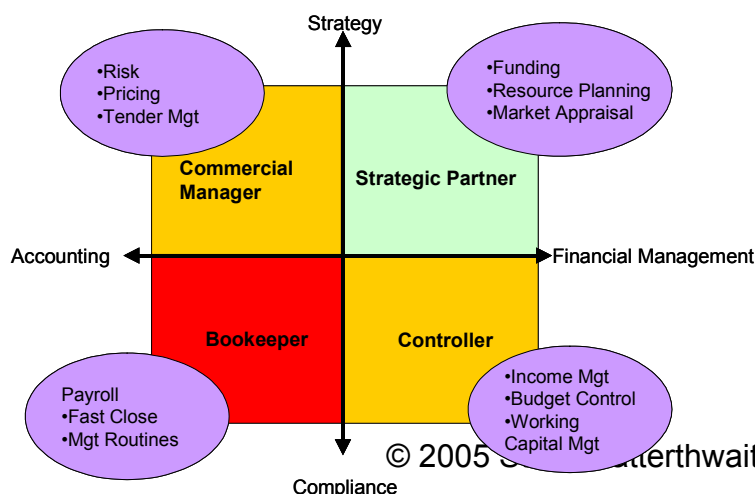 Strategy
•Risk
•Pricing
•Tender Mgt
•Funding
•Resource Planning
•Market Appraisal
Commercial
Manager
Strategic Partner
Accounting
Financial Management
Bookeeper
Controller
Payroll
•Fast Close
•Mgt Routines
•Income Mgt
•Budget Control
•Working
Capital Mgt
© 2005
Compliance